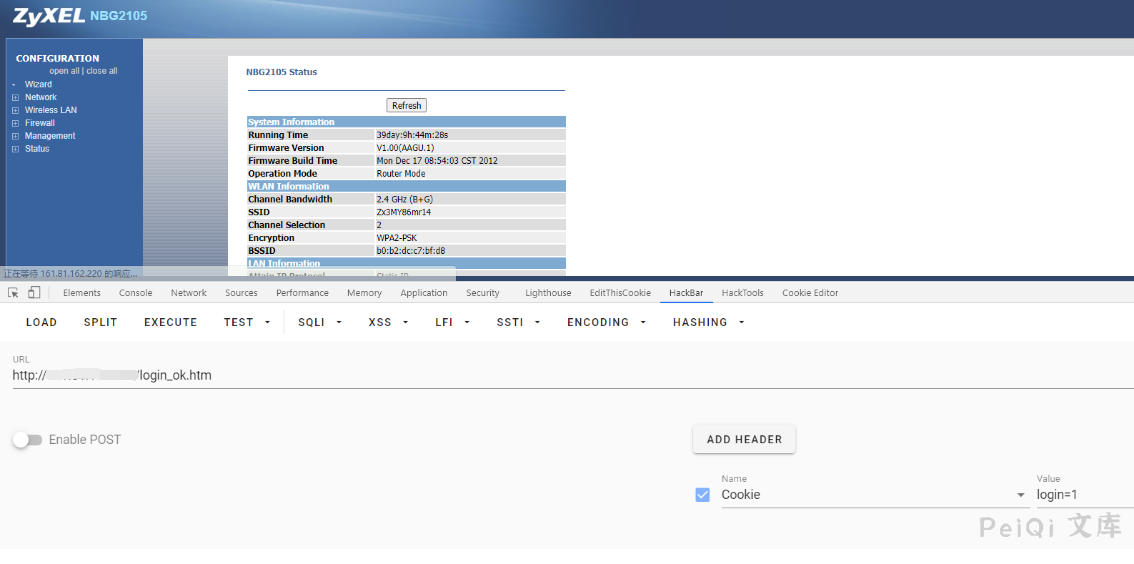 ZyXEL NBG2105
CONFIGURATION
open all | close all
Wizard
Network
Wireless LAN
Firewall
Management
Status
NBG2105 Status
Refresh
System Information
Running Time 39day:9h:44m:28s
Firmware Version V1.00(AAGU.1)
Firmware Build Time Mon Dec 17 08:54:03 CST 2012
Operation Mode Router Mode
WLAN Information
Channel Bandwidth 2.4 GHz (B+G)
SSID Zx3MY86mr14
Channel Selection 2
Encryption WPA2-PSK
BSSID b0:b2:dc:c7:bf:d8
LAN Information
Attain IP Protocol Static IP
正在等待 161.81.162.220 的响应...
Elements Console Network Sources Performance Memory Application Security Lighthouse EditThisCookie HackBar HackTools Cookie Editor
LOAD SPLIT EXECUTE TEST SQLI XSS LFI SSTI ENCODING HASHING
URL
http:// /login_ok.htm
Enable POST
ADD HEADER
Name Value
Cookie login=1
PeiQi 文库